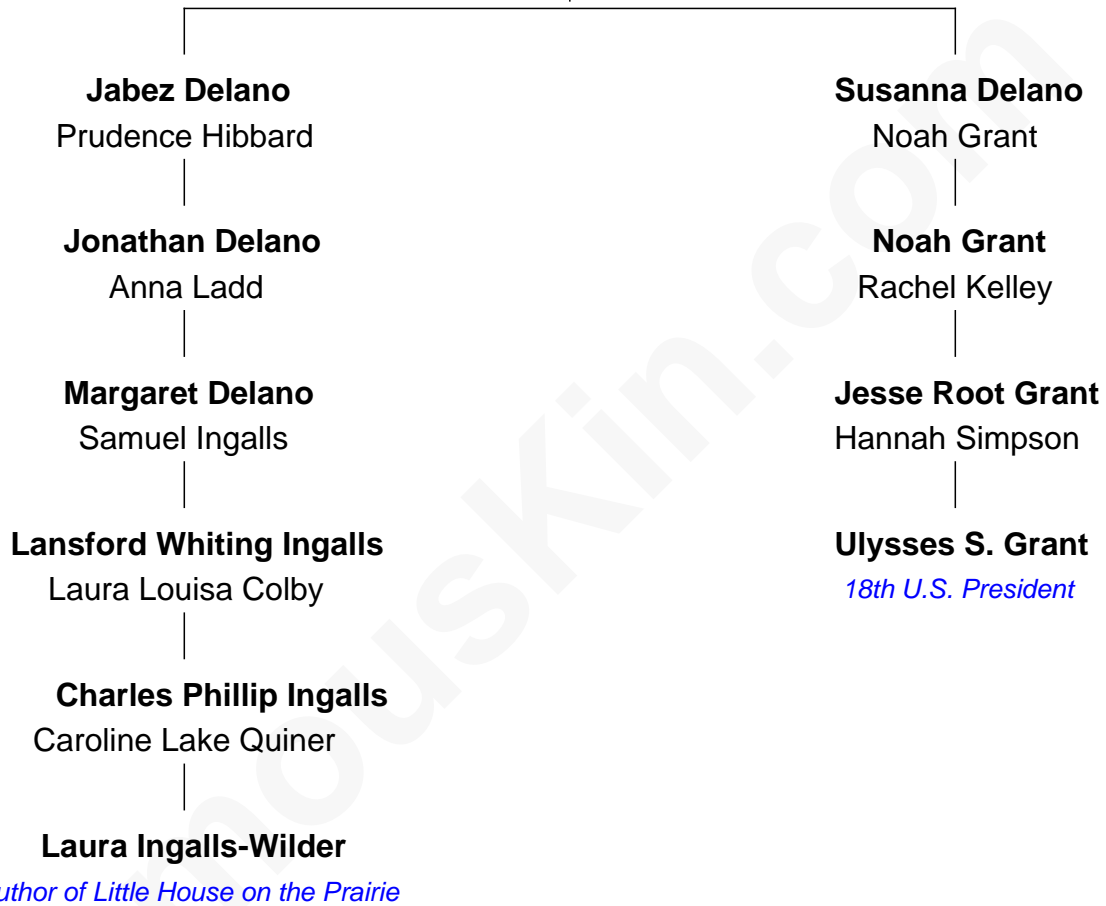 Jabez Delano
Prudence Hibbard
Susanna Delano
Noah Grant
Jonathan Delano
Anna Ladd
Noah Grant
Rachel Kelley
Margaret Delano
Samuel Ingalls
Jesse Root Grant
Hannah Simpson
Lansford Whiting Ingalls
Laura Louisa Colby
Ulysses S. Grant
18th U.S. President
Charles Phillip Ingalls
Caroline Lake Quiner
Laura Ingalls-Wilder
uthor of Little House on the Prairie
mouskin.com